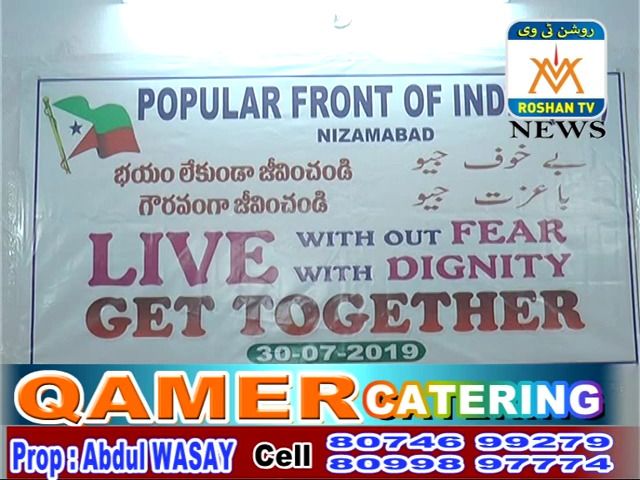 روشن ٹی وی
ROSHAN TV
NEWS
POPULAR FRONT OF IND
NIZAMABAD
భయం లేకుండా జీవించండి
بے خوف جیو
గౌరవంగా జీవించండి
با عزت جیو
LIVE WITH OUT FEAR
WITH DIGNITY
GET TOGETHER
30-07-2019
QAMER CATERING
Prop : Abdul WASAY Cell 80746 99279
80998 97774